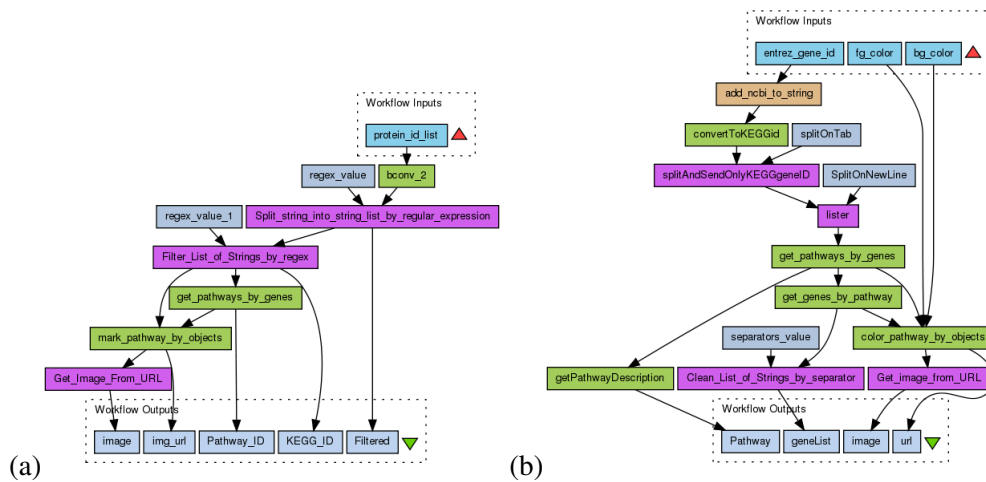 Workflow Inputs
protein_id_list
regex_value
bconv_2
regex_value_1
Split_string_into_string_list_by_regular_expression
Filter_List_of_Strings_by_regex
get_pathways_by_genes
mark_pathway_by_objects
Get_Image_From_URL
Workflow Outputs
image
img_url
Pathway_ID
KEGG_ID
Filtered
(a)
Workflow Inputs
entrez_gene_id
fg_color
bg_color
add_ncbi_to_string
convertToKEGGid
splitOnTab
splitAndSendOnlyKEGGgeneID
SplitOnNewLine
lister
get_pathways_by_genes
get_genes_by_pathway
separators_value
color_pathway_by_objects
getPathwayDescription
Clean_List_of_Strings_by_separator
Get_image_from_URL
Workflow Outputs
Pathway
geneList
image
url
(b)